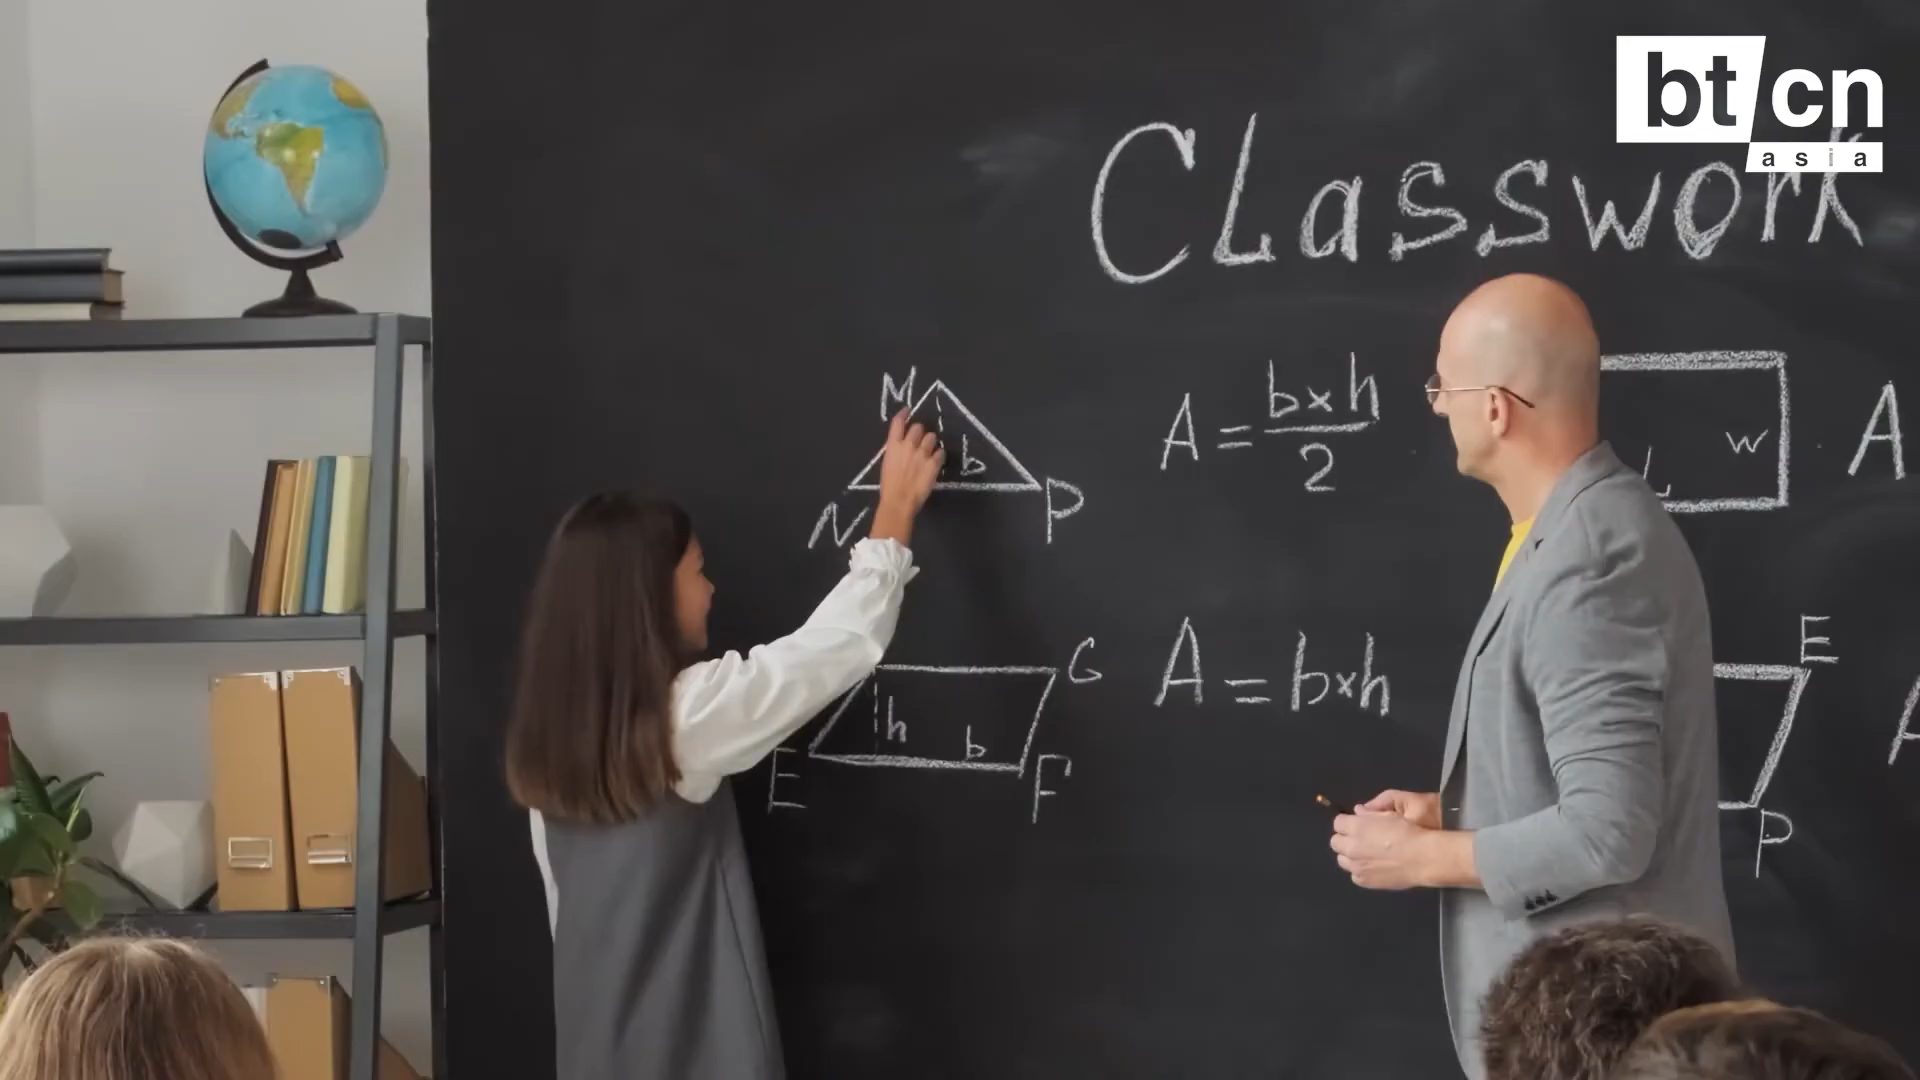 bt/cn
asia
Classwork
M
b
N
P
A = b×h
2
L
W
A
G
h
b
E
F
A = b×h
E
P
A